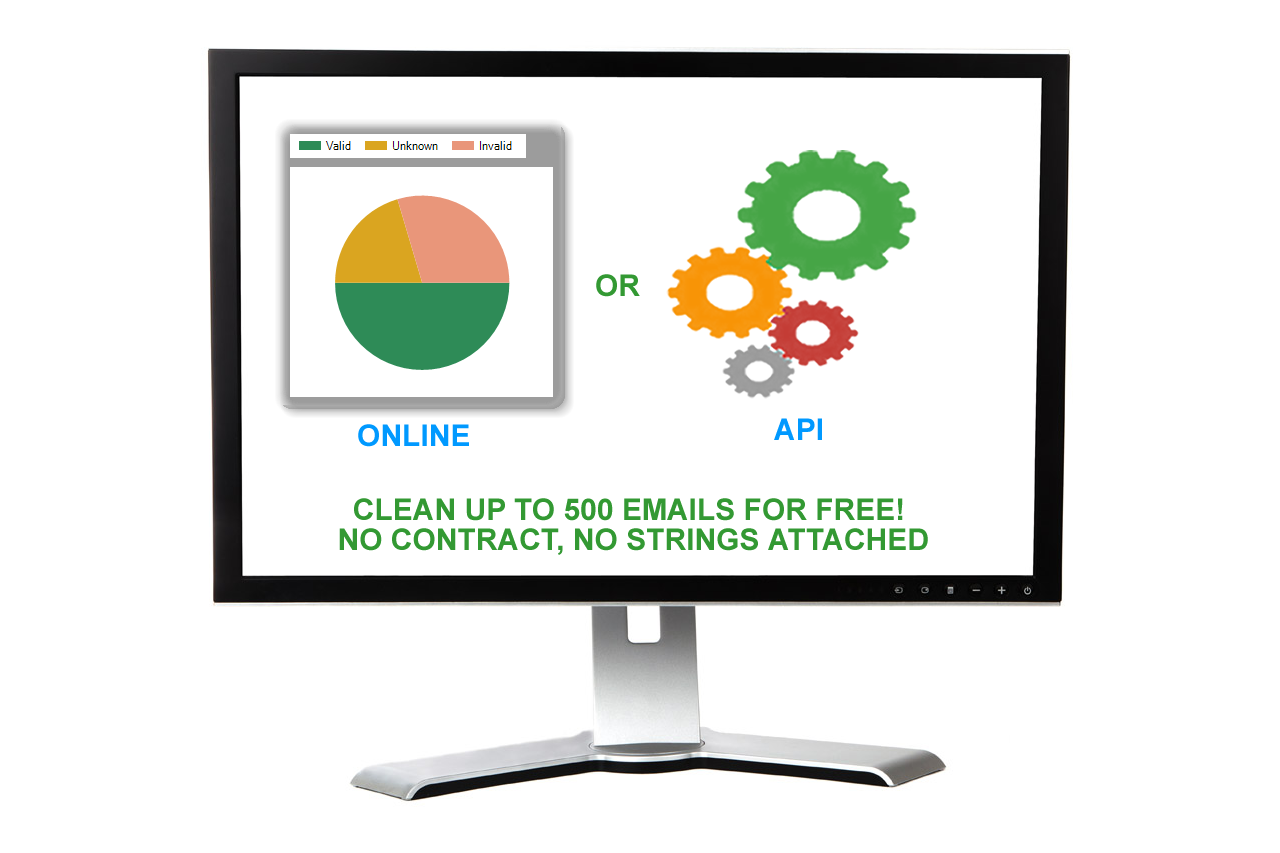 Valid Unknown Invalid
OR
ONLINE
API
CLEAN UP TO 500 EMAILS FOR FREE!
NO CONTRACT, NO STRINGS ATTACHED